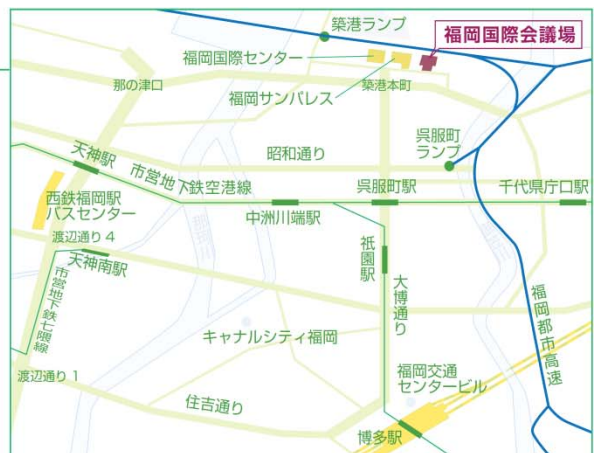 築港ランプ
福岡国際会議場
福岡国際センター
那の津口
福岡サンパレス
築港本町
呉服町
ランプ
天神駅
昭和通り
市営地下鉄空港線
西鉄福岡駅
バスセンター
中洲川端駅
呉服町駅
千代県庁口駅
渡辺通り4
天神南駅
祇園駅
大博通り
市営地下鉄七隈線
キャナルシティ福岡
福岡都市高速
渡辺通り1
福岡交通
センタービル
住吉通り
博多駅